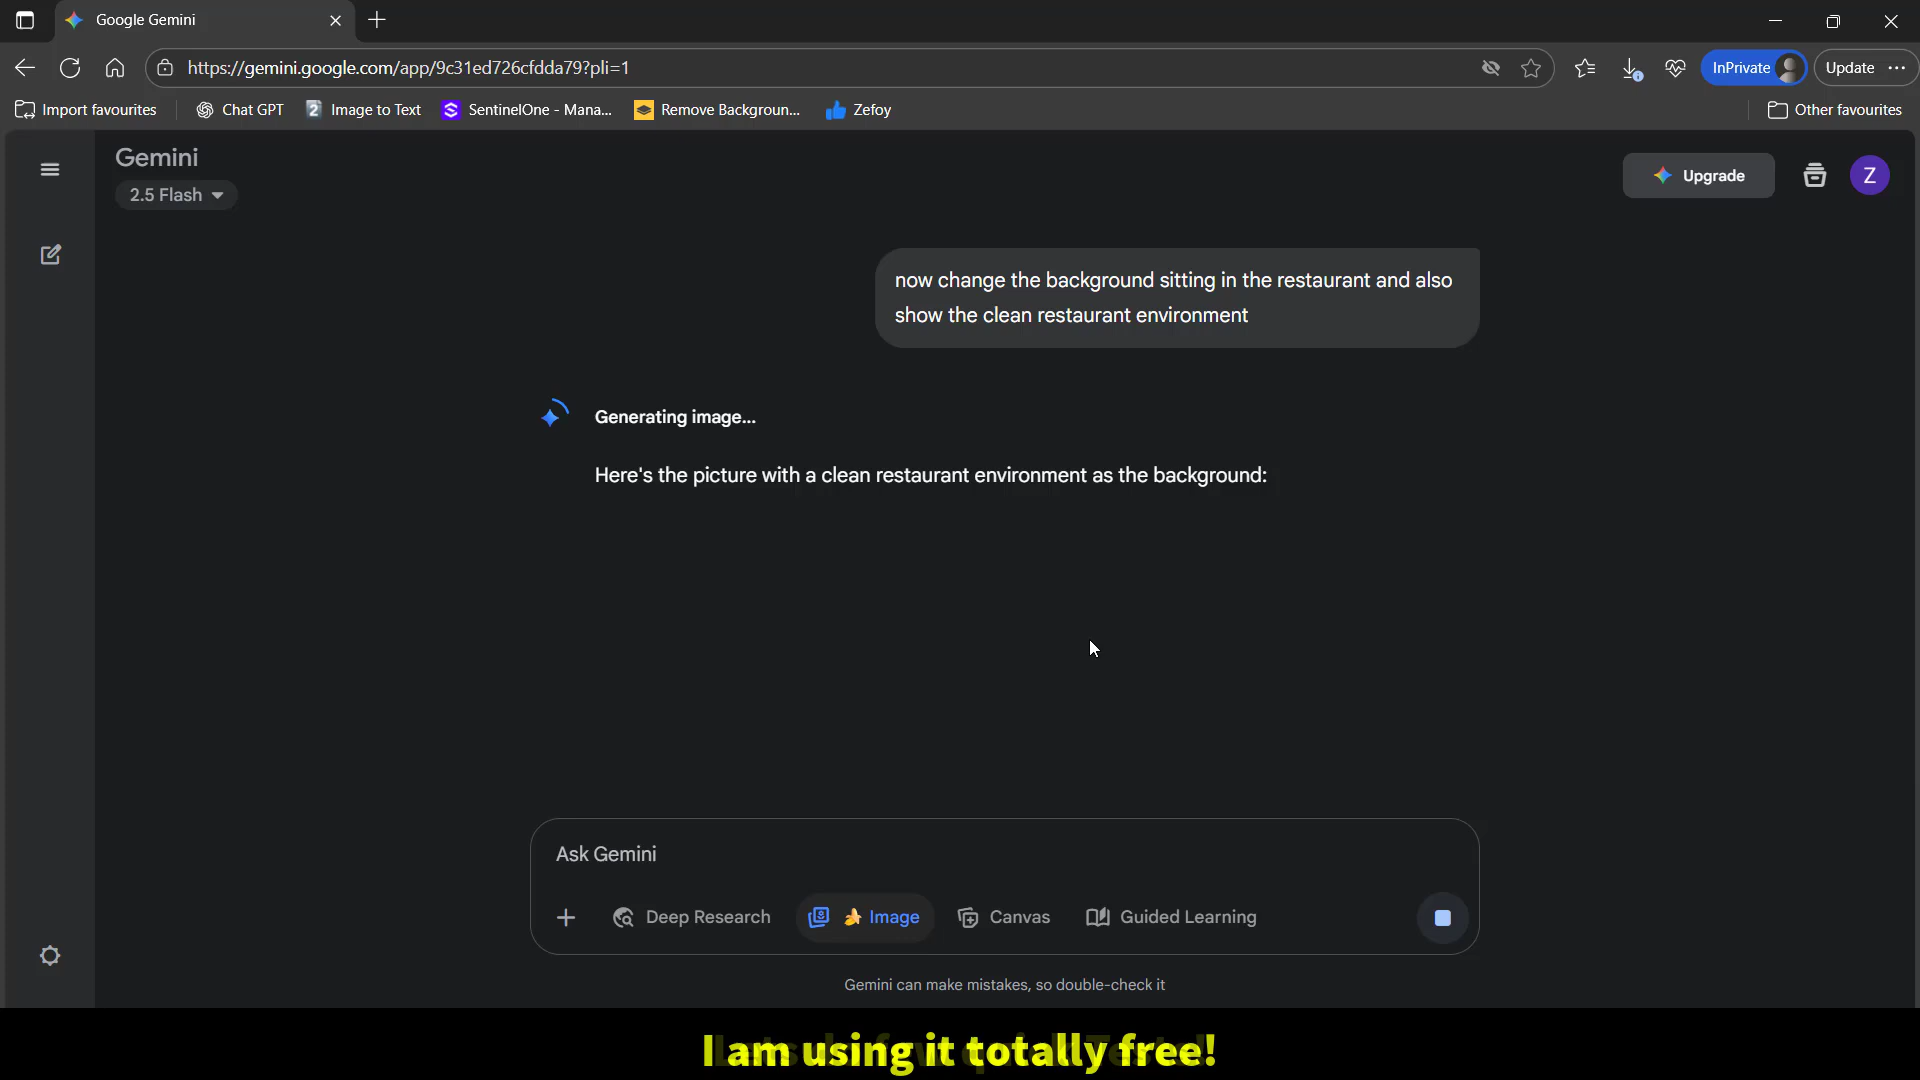 Google Gemini
https://gemini.google.com/app/9c31ed726cfdda79?pli=1
InPrivate
Update
Import favourites
Chat GPT
Image to Text
SentinelOne - Mana...
Remove Backgroun...
Zefoy
Other favourites
Gemini
2.5 Flash
Upgrade
Z
now change the background sitting in the restaurant and also
show the clean restaurant environment
Generating image...
Here's the picture with a clean restaurant environment as the background:
Ask Gemini
Deep Research
Image
Canvas
Guided Learning
Gemini can make mistakes, so double-check it
I am using it totally free!